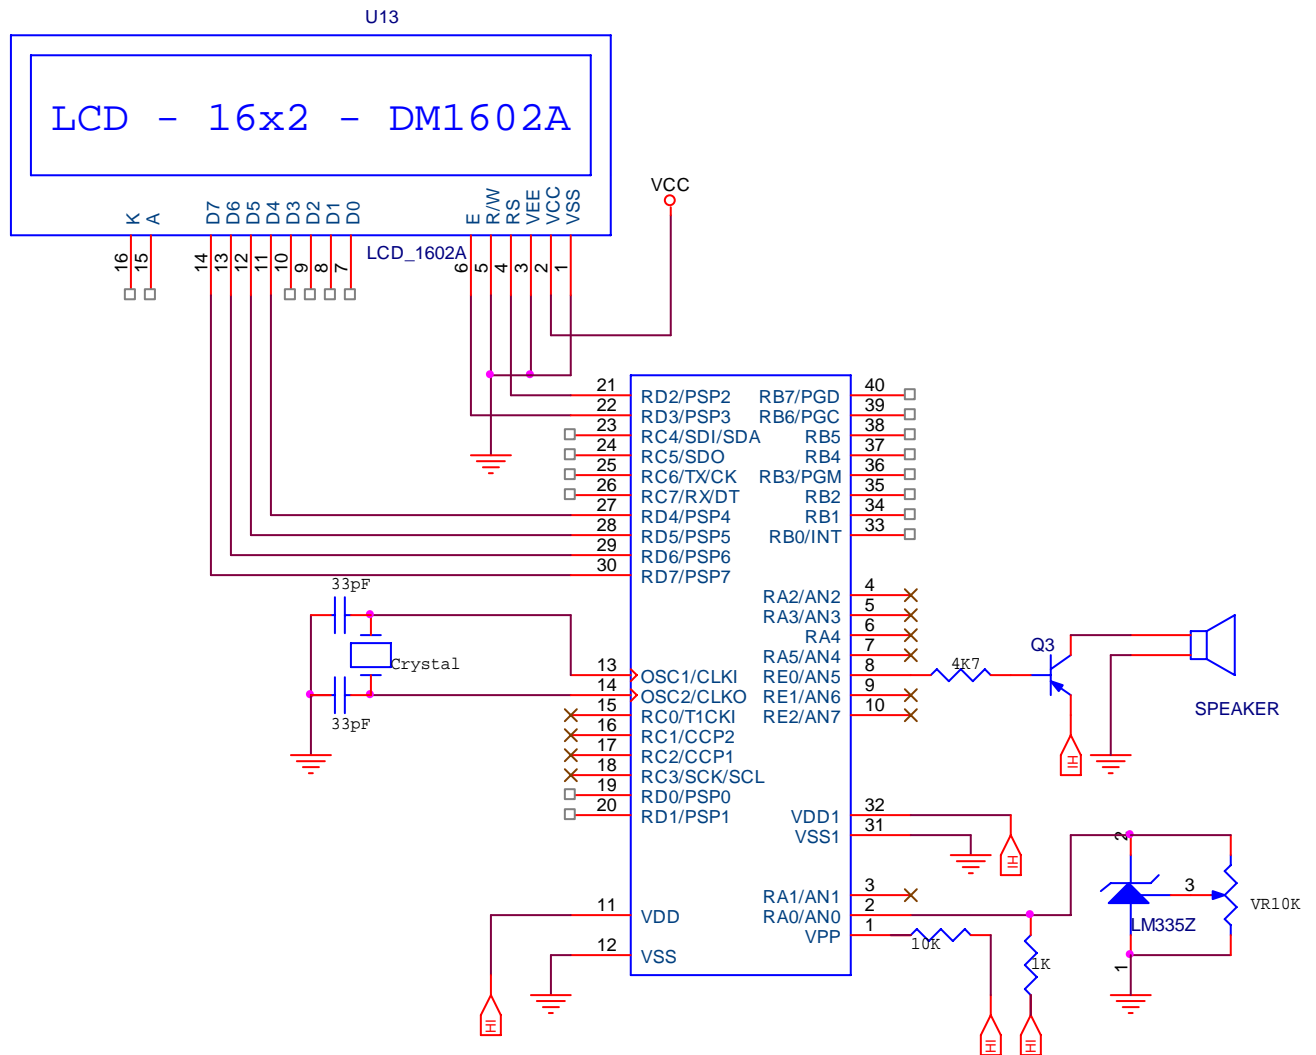 U13
LCD - 16x2 - DM1602A
K A D7 D6 D5 D4 D3 D2 D1 D0 E R/W RS VEE VCC VSS
LCD_1602A
16 15 14 13 12 11 10 9 8 7 6 5 4 3 2 1
VCC
21 RD2/PSP2 RB7/PGD 40
22 RD3/PSP3 RB6/PGC 39
23 RC4/SDI/SDA RB5 38
24 RC5/SDO RB4 37
25 RC6/TX/CK RB3/PGM 36
26 RC7/RX/DT RB2 35
27 RD4/PSP4 RB1 34
28 RD5/PSP5 RB0/INT 33
29 RD6/PSP6
30 RD7/PSP7
33pF
Crystal
33pF
RA2/AN2 4
RA3/AN3 5
RA4 6
RA5/AN4 7
13 OSC1/CLKI RE0/AN5 8
14 OSC2/CLKO RE1/AN6 9
15 RC0/T1CKI RE2/AN7 10
16 RC1/CCP2
17 RC2/CCP1
18 RC3/SCK/SCL
19 RD0/PSP0
20 RD1/PSP1
4K7
Q3
SPEAKER
HI
VDD1 32
VSS1 31
HI
RA1/AN1 3
11 VDD RA0/AN0 2
VPP 1
12 VSS
10K
1K
2
3
LM335Z
VR10K
1
HI
HI
HI